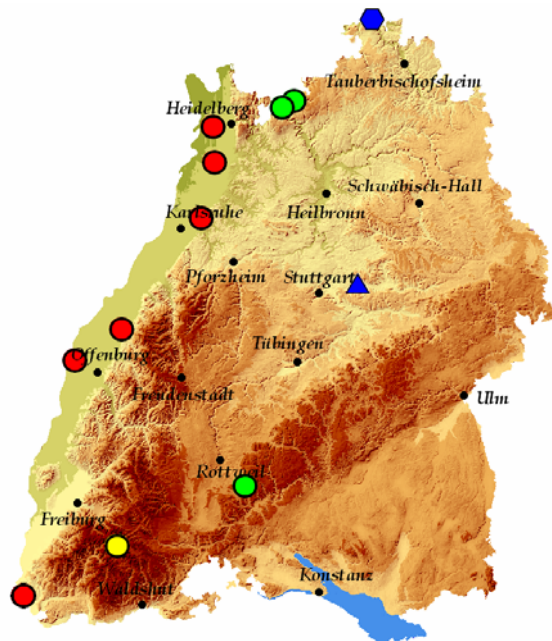 Tauberbischofsheim
Heidelberg
Schwäbisch-Hall
Heilbronn
Karlsruhe
Pforzheim
Stuttgart
Tübingen
Offenburg
Freudenstadt
Ulm
Rottweil
Freiburg
Konstanz
Waldshut